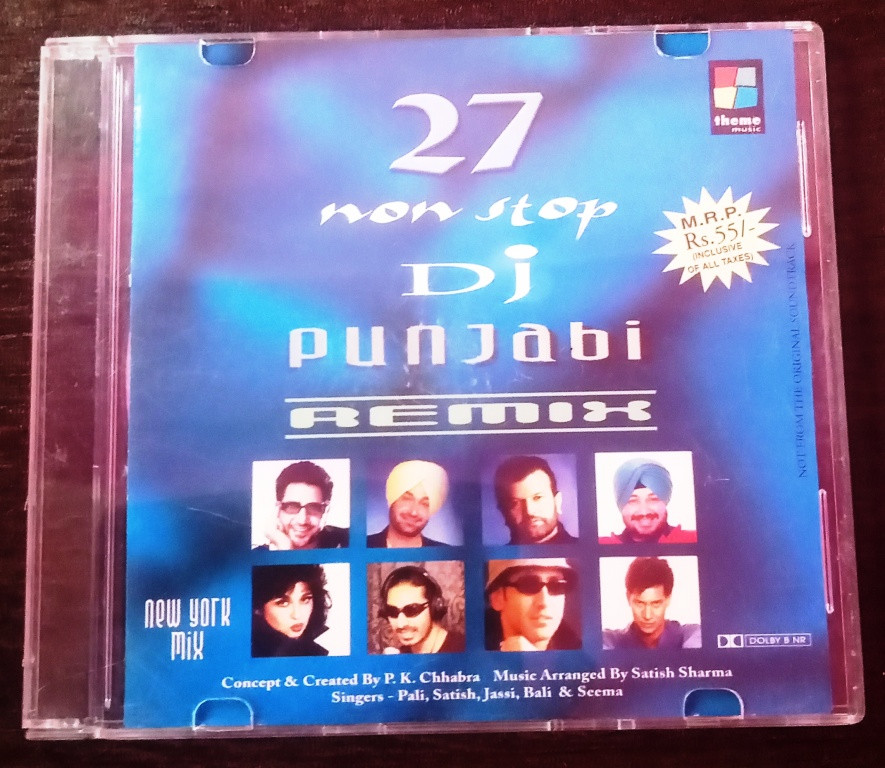 27
non stop
Dj
punjabi
REMIX
theme
music
M.R.P.
Rs.55/-
(INCLUSIVE
OF ALL TAXES)
NOT FROM THE ORIGINAL SOUNDTRACK
new york
mix
DOLBY B NR
Concept & Created By P. K. Chhabra Music Arranged By Satish Sharma
Singers - Pali, Satish, Jassi, Bali & Seema